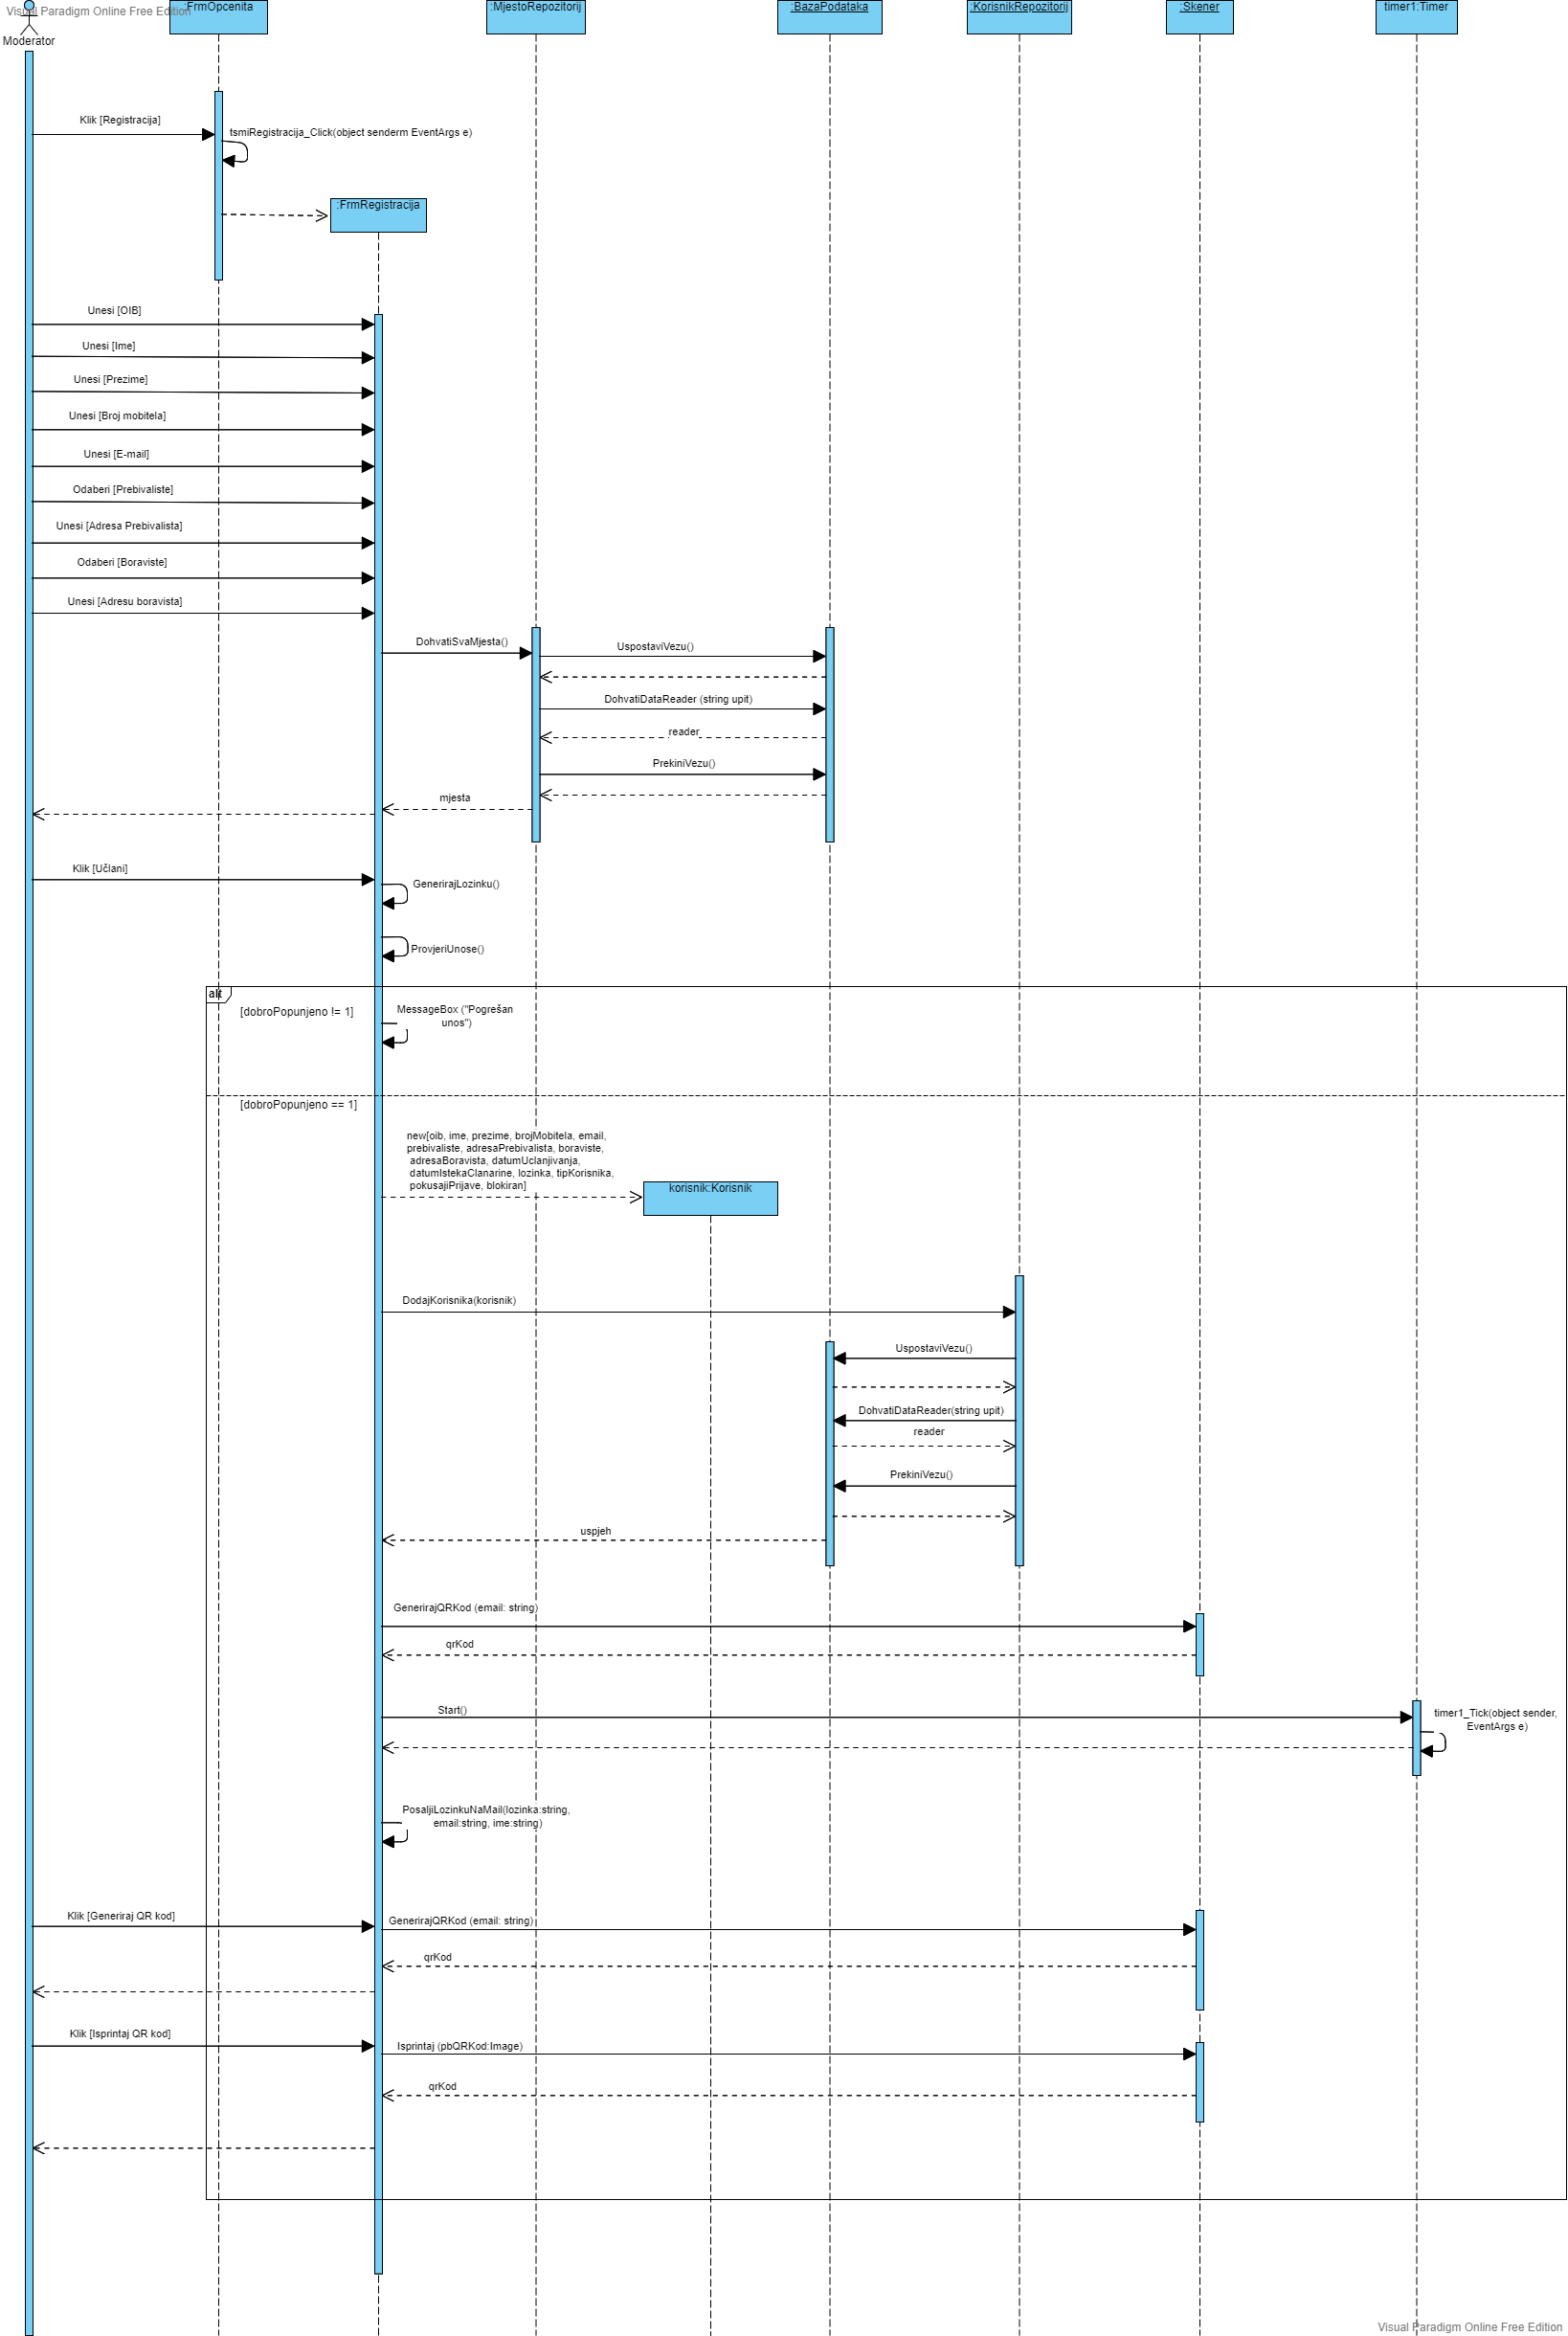 Visual Paradigm Online Free Edition
:FrmOpcenita
:MjestoRepozitorij
:BazaPodataka
:KorisnikRepozitorij
:Skener
timer1:Timer
Moderator
Klik [Registracija]
tsmiRegistracija_Click(object senderm EventArgs e)
:FrmRegistracija
Unesi [OIB]
Unesi [Ime]
Unesi [Prezime]
Unesi [Broj mobitela]
Unesi [E-mail]
Odaberi [Prebivaliste]
Unesi [Adresa Prebivalista]
Odaberi [Boraviste]
Unesi [Adresu boravista]
DohvatiSvaMjesta()
UspostaviVezu()
DohvatiDataReader (string upit)
reader
PrekiniVezu()
mjesta
Klik [Učlani]
GenerirajLozinku()
ProvjeriUnose()
alt
[dobroPopunjeno != 1]
MessageBox ("Pogrešan
unos")
[dobroPopunjeno == 1]
new[oib, ime, prezime, brojMobitela, email,
prebivaliste, adresaPrebivalista, boraviste,
adresaBoravista, datumUclanjivanja,
datumIstekaClanarine, lozinka, tipKorisnika,
pokusajiPrijave, blokiran]
korisnik:Korisnik
DodajKorisnika(korisnik)
UspostaviVezu()
DohvatiDataReader(string upit)
reader
PrekiniVezu()
uspjeh
GenerirajQRKod (email: string)
qrKod
Start()
timer1_Tick(object sender,
EventArgs e)
PosaljiLozinkuNaMail(lozinka:string,
email:string, ime:string)
Klik [Generiraj QR kod]
GenerirajQRKod (email: string)
qrKod
Klik [Isprintaj QR kod]
Isprintaj (pbQRKod:Image)
qrKod
Visual Paradigm Online Free Edition